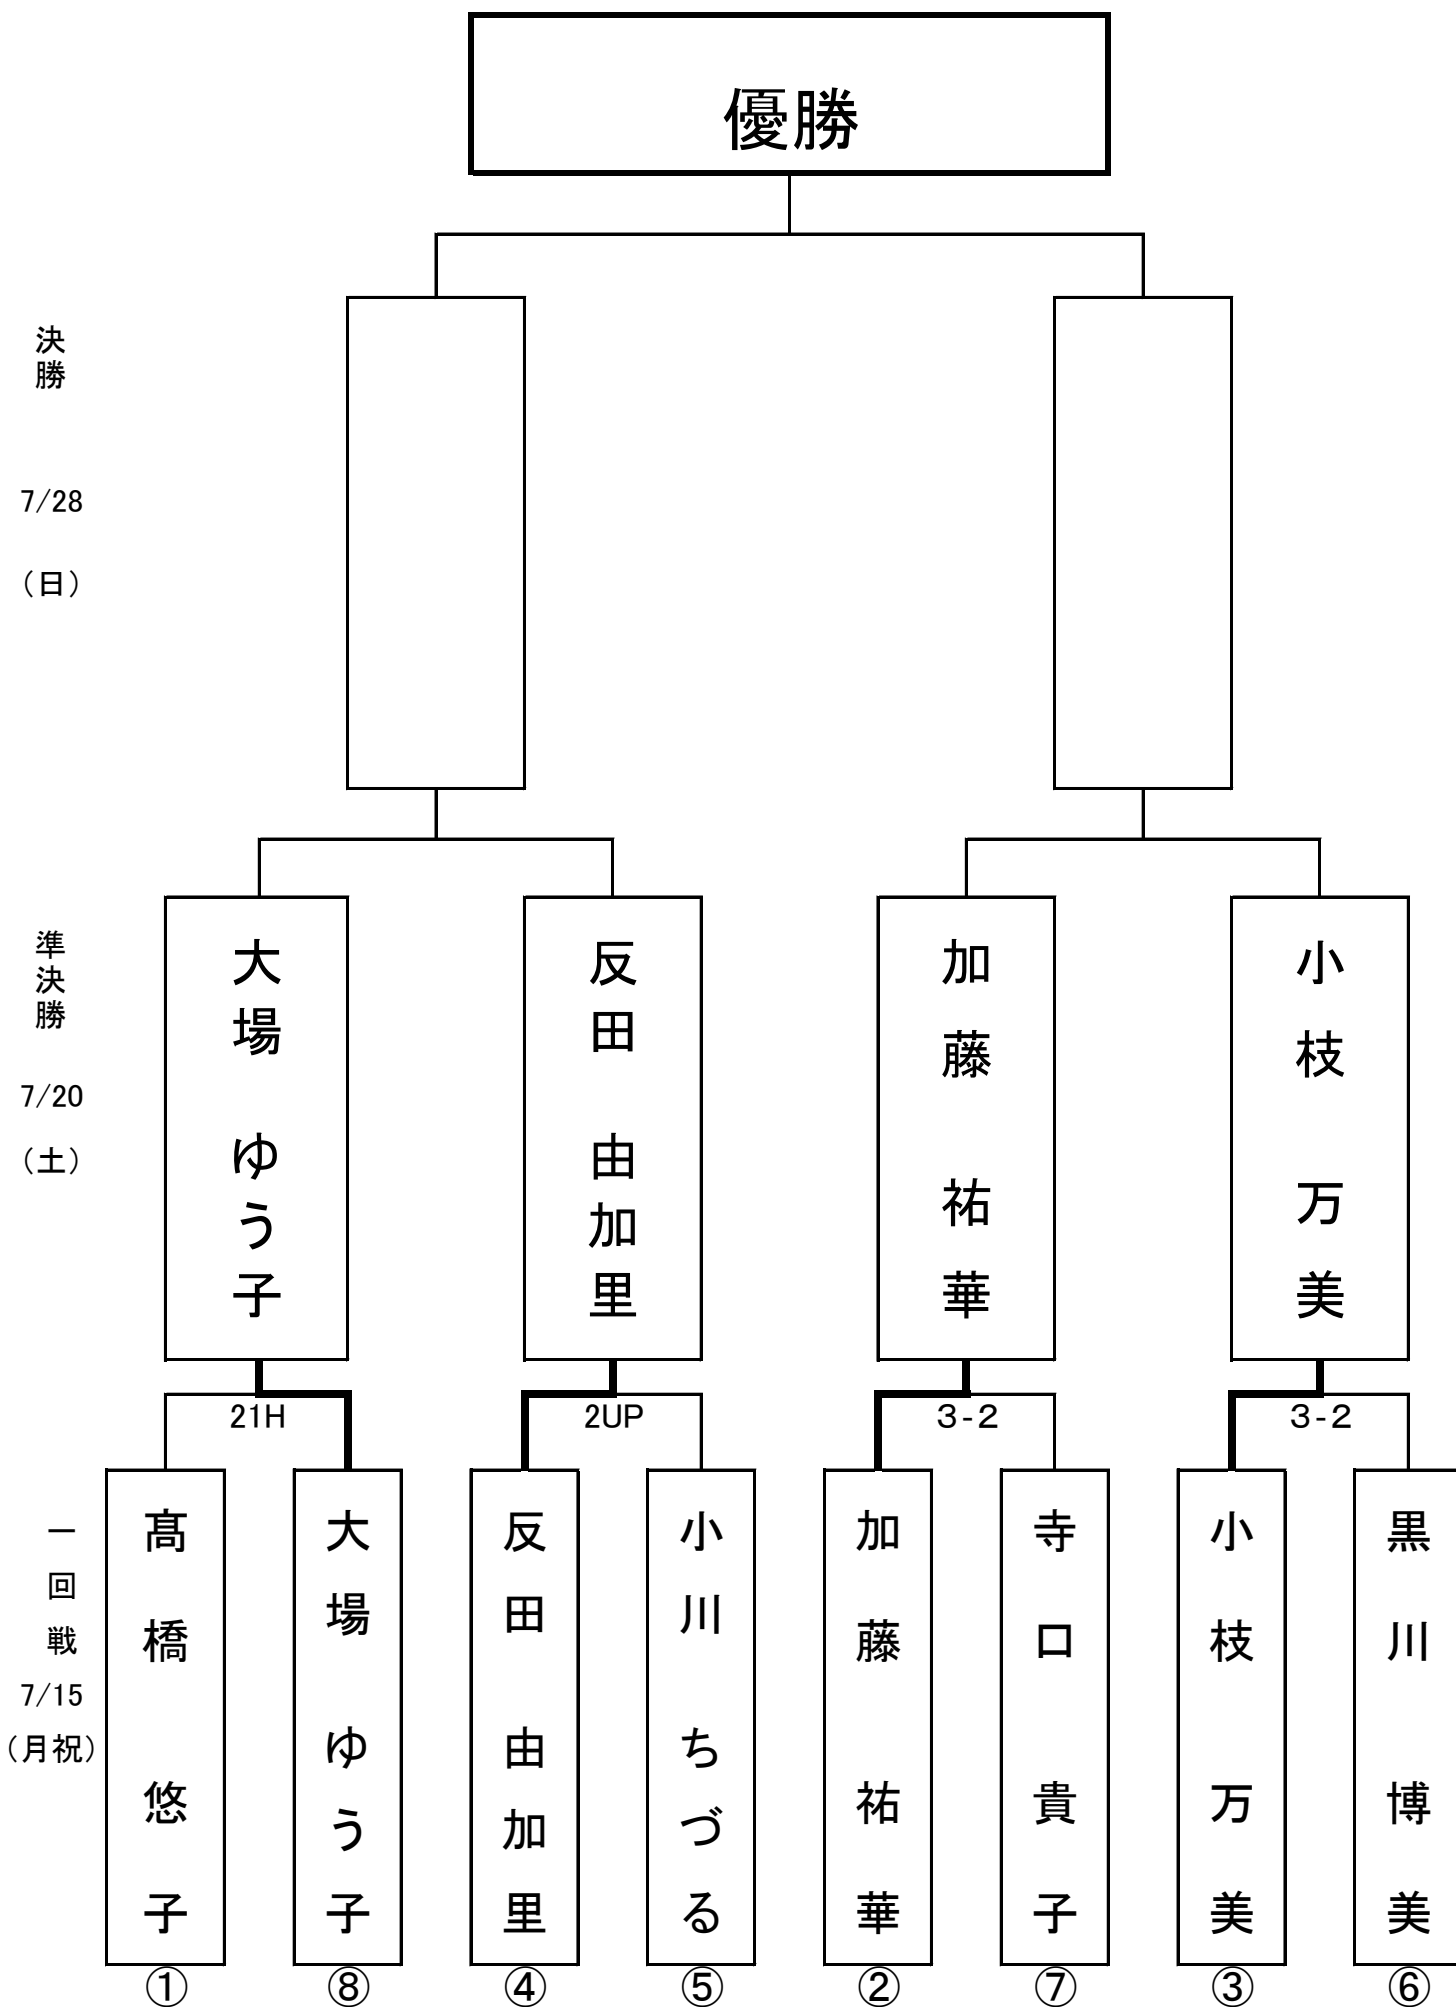 優勝
決勝
7/28
(日)
準決勝
7/20
(土)
大場 ゆう子
反田 由加里
加藤 祐華
小枝 万美
21H
2UP
3-2
3-2
一回戦
7/15
(月祝)
髙橋 悠子
大場 ゆう子
反田 由加里
小川 ちづる
加藤 祐華
寺口 貴子
小枝 万美
黒川 博美
①
⑧
④
⑤
②
⑦
③
⑥